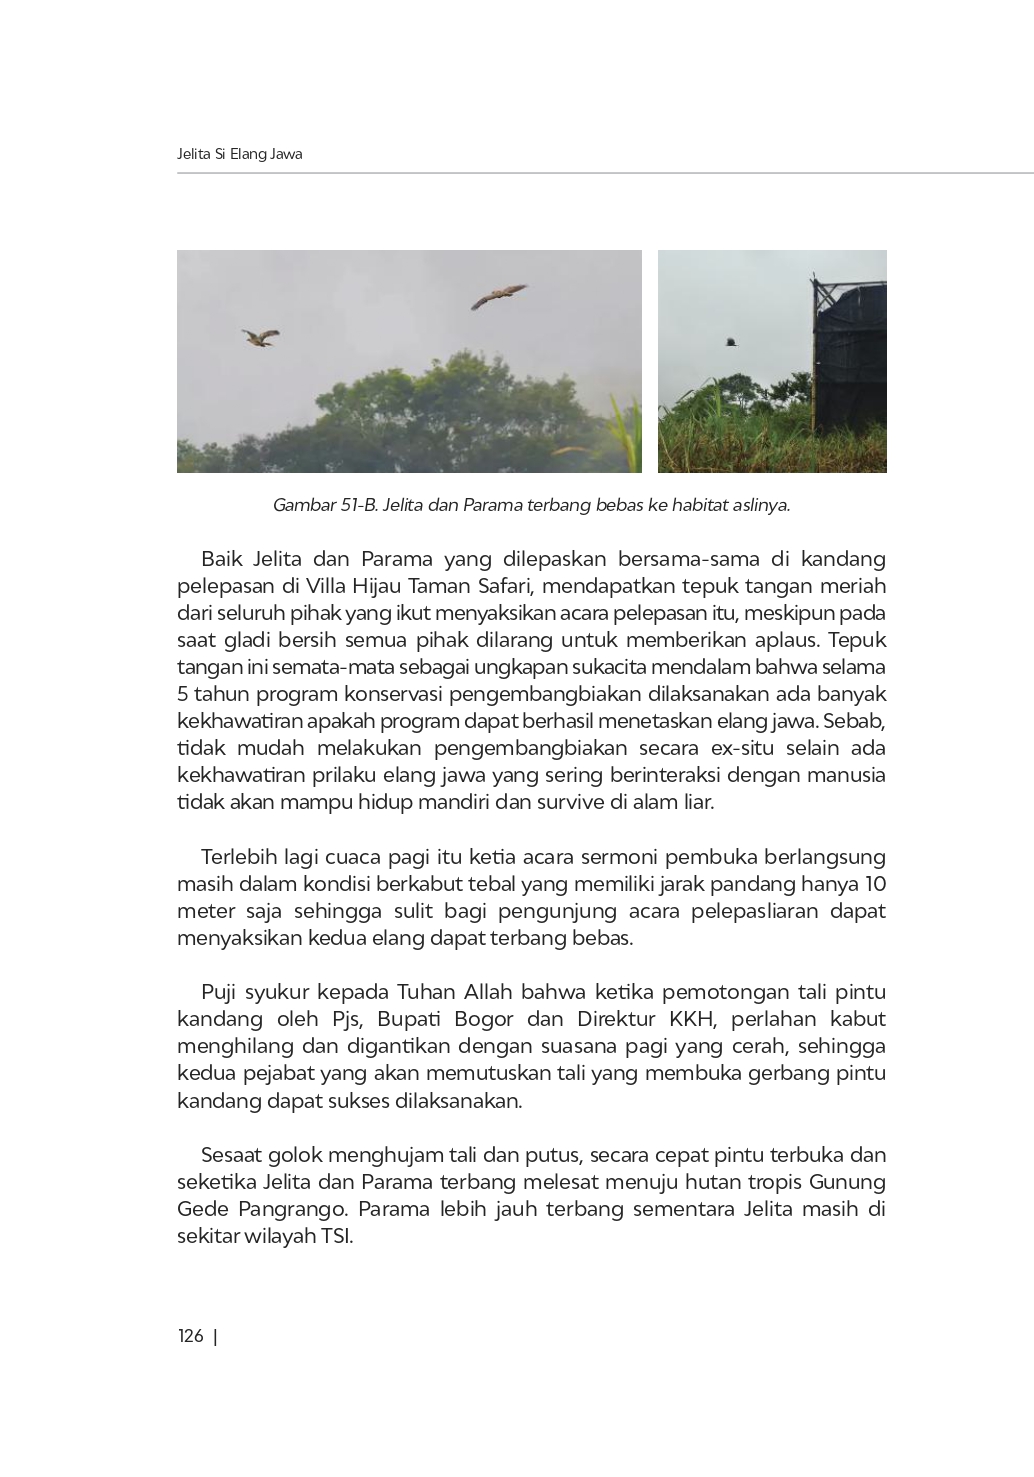 Jelita Si Elang Jawa
Gambar 51-B. Jelita dan Parama terbang bebas ke habitat aslinya.
Baik Jelita dan Parama yang dilepaskan bersama-sama di kandang
pelepasan di Villa Hijau Taman Safari, mendapatkan tepuk tangan meriah
dari seluruh pihak yang ikut menyaksikan acara pelepasan itu, meskipun pada
saat gladi bersih semua pihak dilarang untuk memberikan aplaus. Tepuk
tangan ini semata-mata sebagai ungkapan sukacita mendalam bahwa selama
5 tahun program konservasi pengembangbiakan dilaksanakan ada banyak
kekhawatiran apakah program dapat berhasil menetaskan elang jawa. Sebab,
tidak mudah melakukan pengembangbiakan secara ex-situ selain ada
kekhawatiran prilaku elang jawa yang sering berinteraksi dengan manusia
tidak akan mampu hidup mandiri dan survive di alam liar.
Terlebih lagi cuaca pagi itu ketia acara sermoni pembuka berlangsung
masih dalam kondisi berkabut tebal yang memiliki jarak pandang hanya 10
meter saja sehingga sulit bagi pengunjung acara pelepasliaran dapat
menyaksikan kedua elang dapat terbang bebas.
Puji syukur kepada Tuhan Allah bahwa ketika pemotongan tali pintu
kandang oleh Pjs, Bupati Bogor dan Direktur KKH, perlahan kabut
menghilang dan digantikan dengan suasana pagi yang cerah, sehingga
kedua pejabat yang akan memutuskan tali yang membuka gerbang pintu
kandang dapat sukses dilaksanakan.
Sesaat golok menghujam tali dan putus, secara cepat pintu terbuka dan
seketika Jelita dan Parama terbang melesat menuju hutan tropis Gunung
Gede Pangrango. Parama lebih jauh terbang sementara Jelita masih di
sekitar wilayah TSI.
126 |